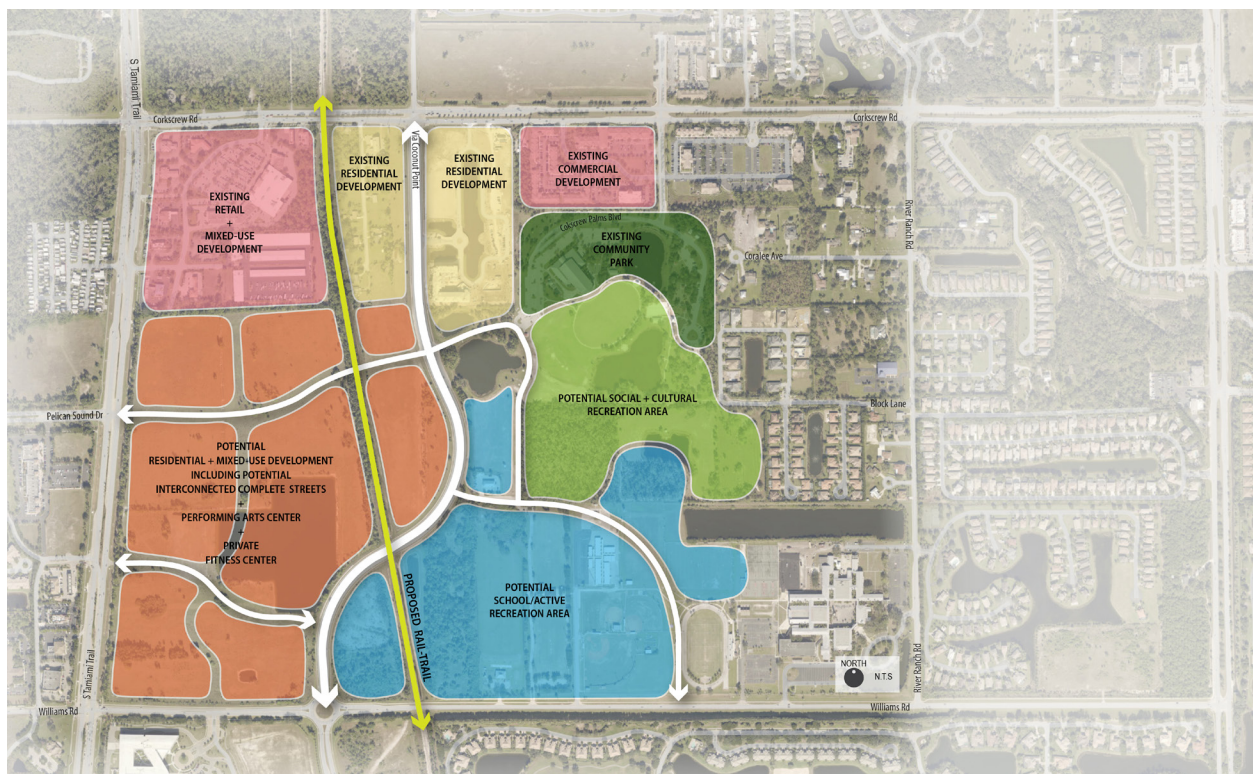 S Tamiami Trail
Corkscrew Rd
Corkscrew Rd
Via Coconut Point
EXISTING
RESIDENTIAL
DEVELOPMENT
EXISTING
RESIDENTIAL
DEVELOPMENT
EXISTING
COMMERCIAL
DEVELOPMENT
EXISTING
RETAIL
+
MIXED-USE
DEVELOPMENT
Colkscrew Palms Blvd
EXISTING
COMMUNITY
PARK
River Ranch Rd
Coralee Ave
POTENTIAL SOCIAL + CULTURAL
RECREATION AREA
Block Lane
Pelican Sound Dr
POTENTIAL
RESIDENTIAL + MIXED-USE DEVELOPMENT
INCLUDING POTENTIAL
INTERCONNECTED COMPLETE STREETS
+
PERFORMING ARTS CENTER
+
PRIVATE
FITNESS CENTER
PROPOSED RAIL-TRAIL
POTENTIAL
SCHOOL/ACTIVE
RECREATION AREA
S Tamiami Trail
River Ranch Rd
NORTH
N.T.S
Williams Rd
Williams Rd